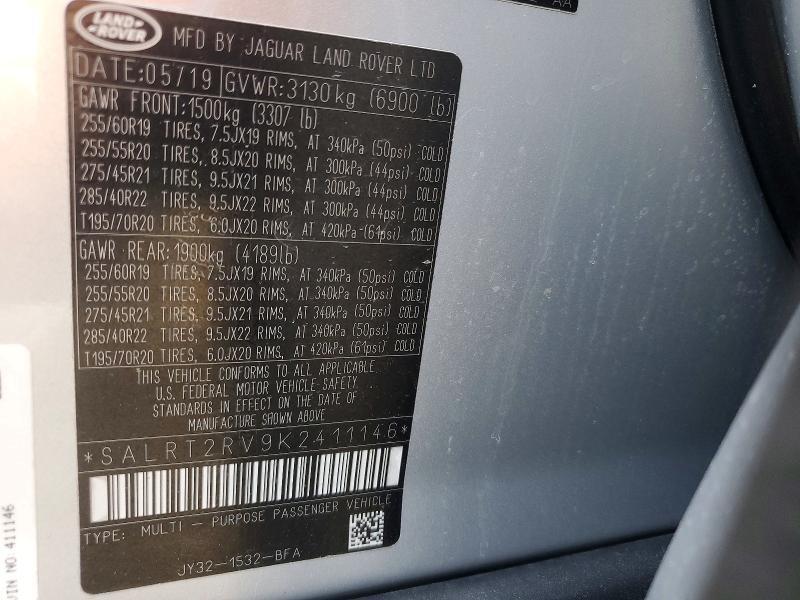 AA
LAND
ROVER
MFD BY JAGUAR LAND ROVER LTD
DATE:05/19 GVWR:3130kg (6900 lb)
GAWR FRONT:1500kg (3307 lb)
255/60R19 TIRES, 7.5JX19 RIMS, AT 340kPa (50psi) COLD
255/55R20 TIRES, 8.5JX20 RIMS, AT 300kPa (44psi) COLD
275/45R21 TIRES, 9.5JX21 RIMS, AT 300kPa (44psi) COLD
285/40R22 TIRES, 9.5JX22 RIMS, AT 300kPa (44psi) COLD
T195/70R20 TIRES, 6.0JX20 RIMS, AT 420kPa (61psi) COLD
GAWR REAR:1900kg (4189lb)
255/60R19 TIRES, 7.5JX19 RIMS, AT 340kPa (50psi) COLD
255/55R20 TIRES, 8.5JX20 RIMS, AT 340kPa (50psi) COLD
275/45R21 TIRES, 9.5JX21 RIMS, AT 340kPa (50psi) COLD
285/40R22 TIRES, 9.5JX22 RIMS, AT 340kPa (50psi) COLD
T195/70R20 TIRES, 6.0JX20 RIMS, AT 420kPa (61psi) COLD
THIS VEHICLE CONFORMS TO ALL APPLICABLE
U.S. FEDERAL MOTOR VEHICLE SAFETY
STANDARDS IN EFFECT ON THE DATE OF
MANUFACTURE SHOWN ABOVE
*SALRT2RV9K2411146*
TYPE: MULTI - PURPOSE PASSENGER VEHICLE
JY32-1532-BFA
VIN NO 411146